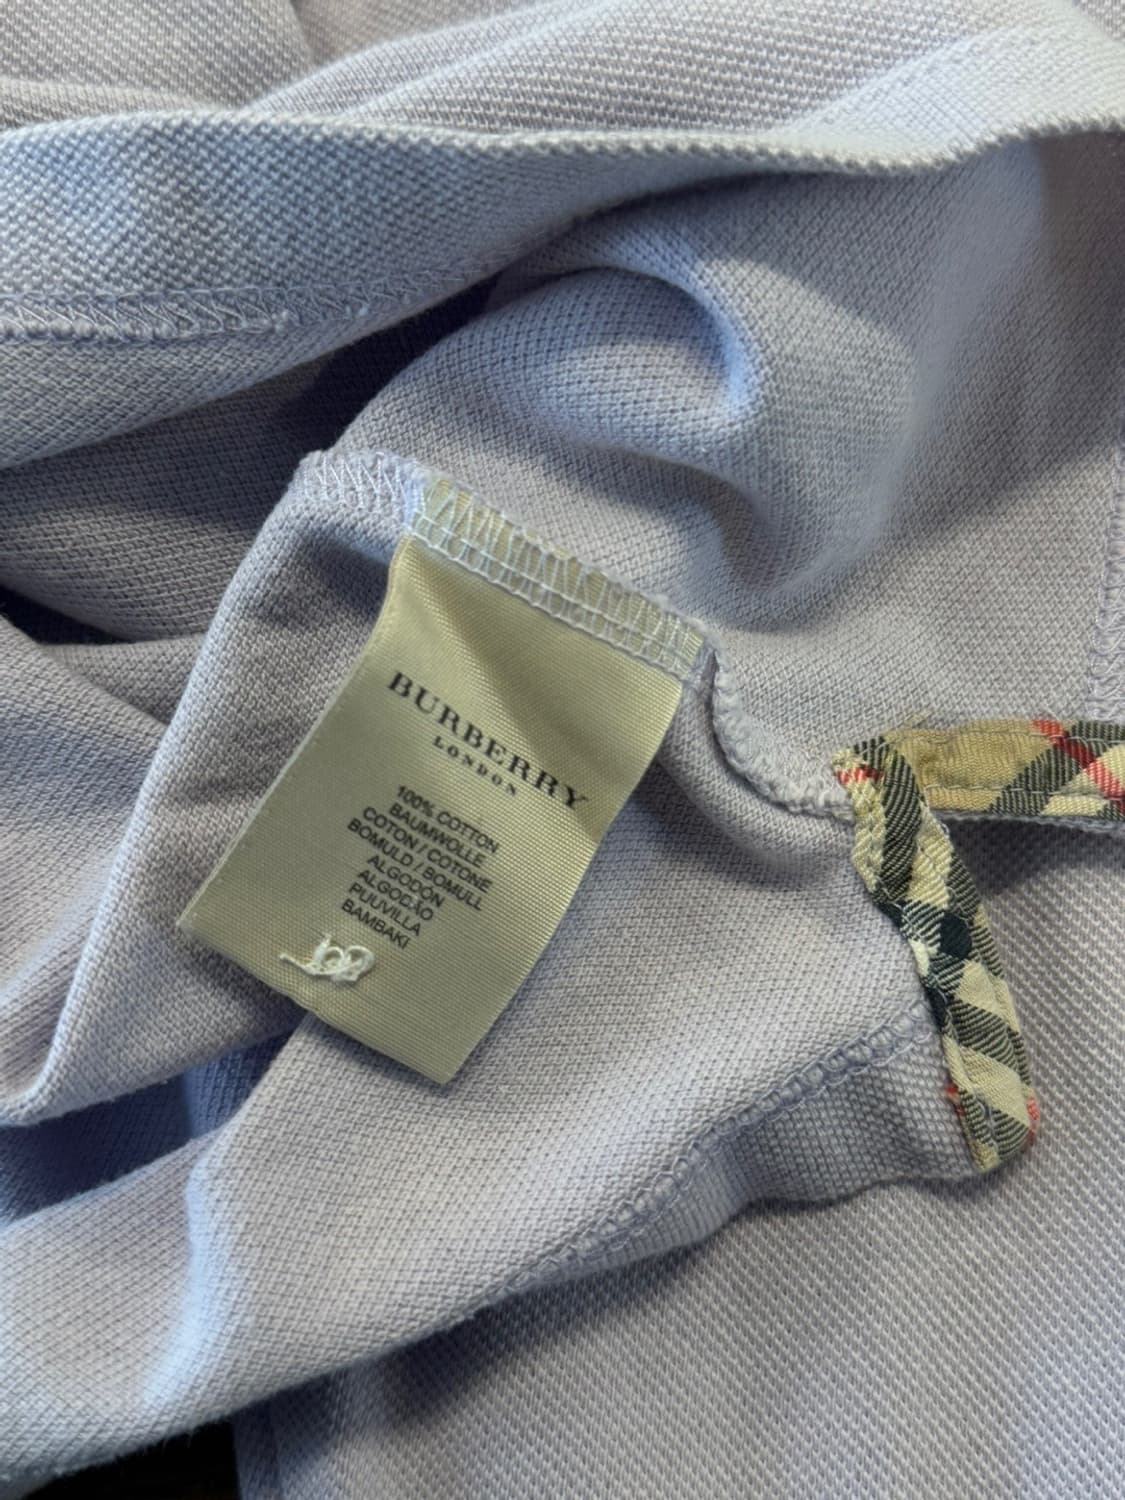 BURBERRY
LONDON
100% COTTON
BAUMWOLLE
COTON / COTONE
BOMULD / BOMULL
ALGODÓN
ALGODÃO
PUUVILLA
BAMBAKI